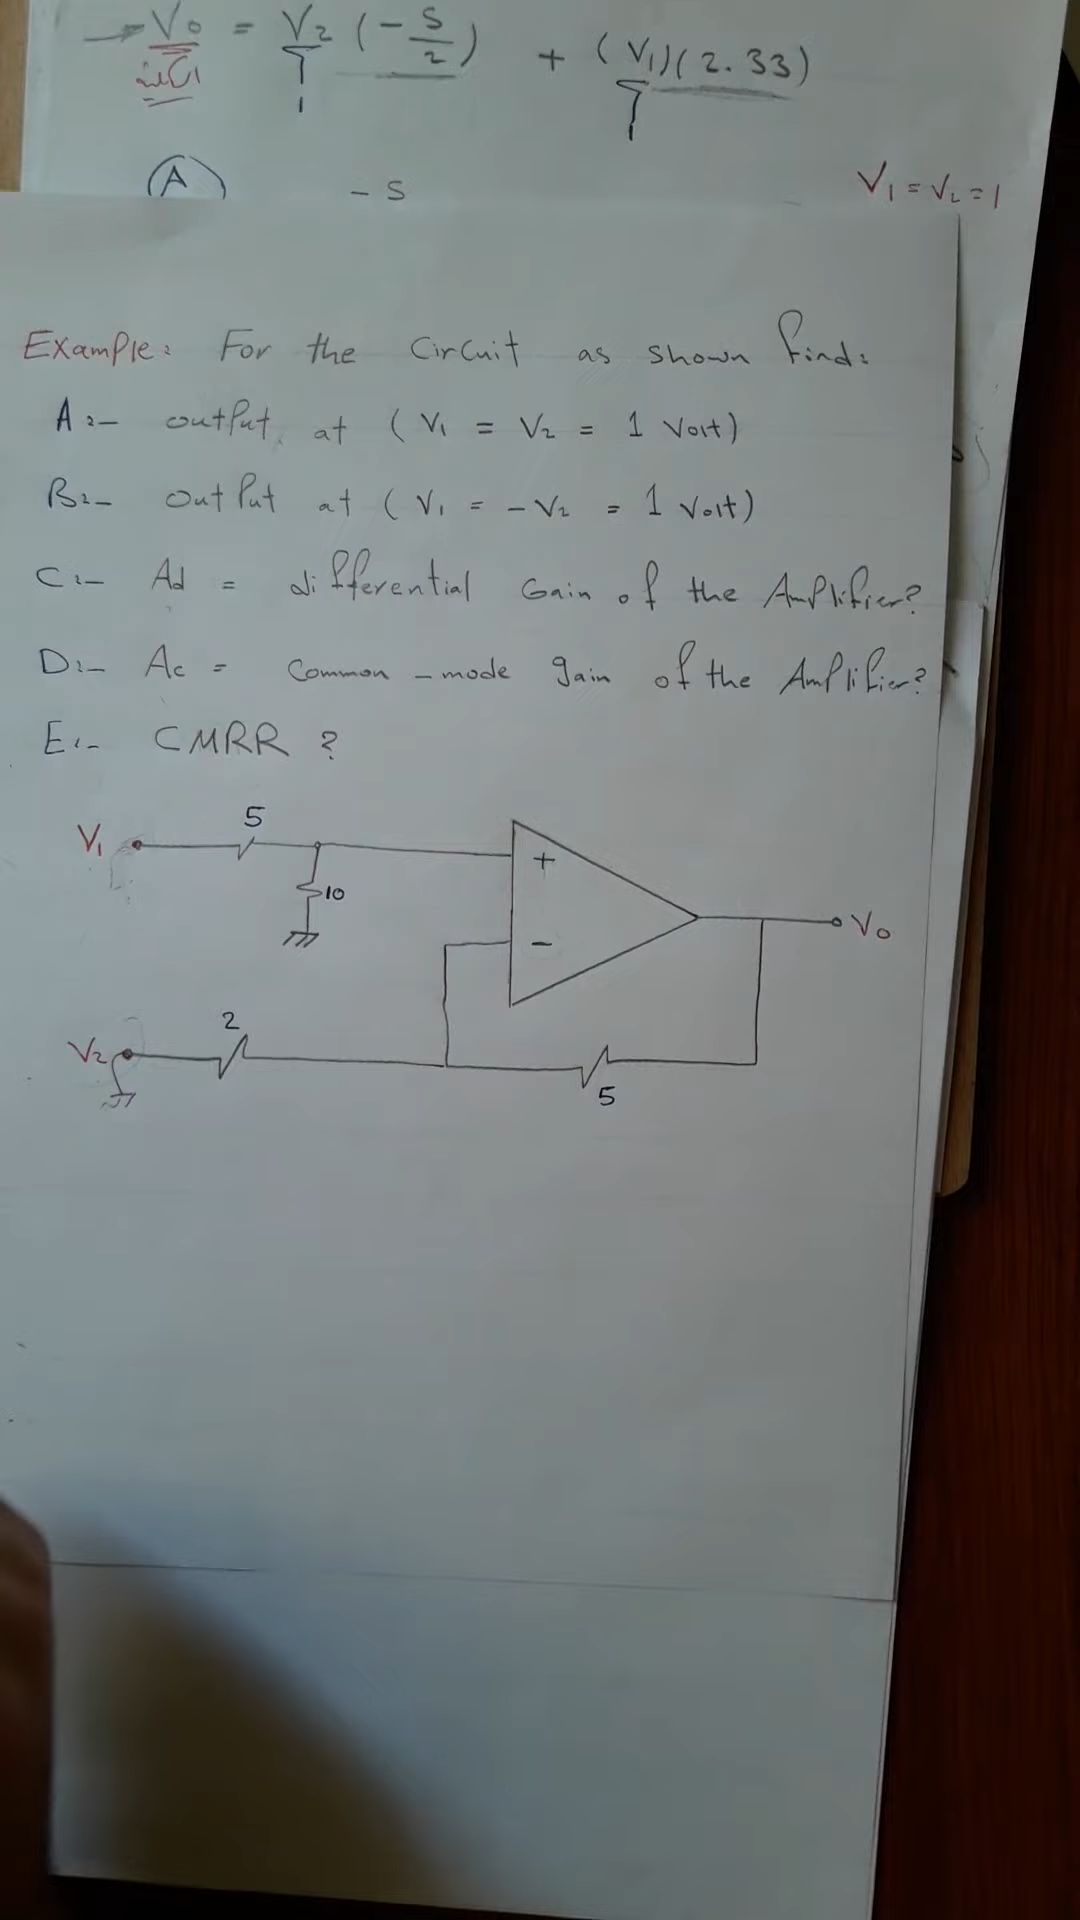 Vo = V2 (- 5/2) + (V1)(2.33)
1
A
- 5
V1 = V2 = 1
Example: For the Circuit as shown find:
A:- output at ( V1 = V2 = 1 Volt)
B:- output at ( V1 = - V2 = 1 Volt)
C:- Ad = differential Gain of the Amplifier?
D:- Ac = Common - mode gain of the Amplifier?
E:- CMRR ?
V1 5
10
+
-
Vo
V2 2
5